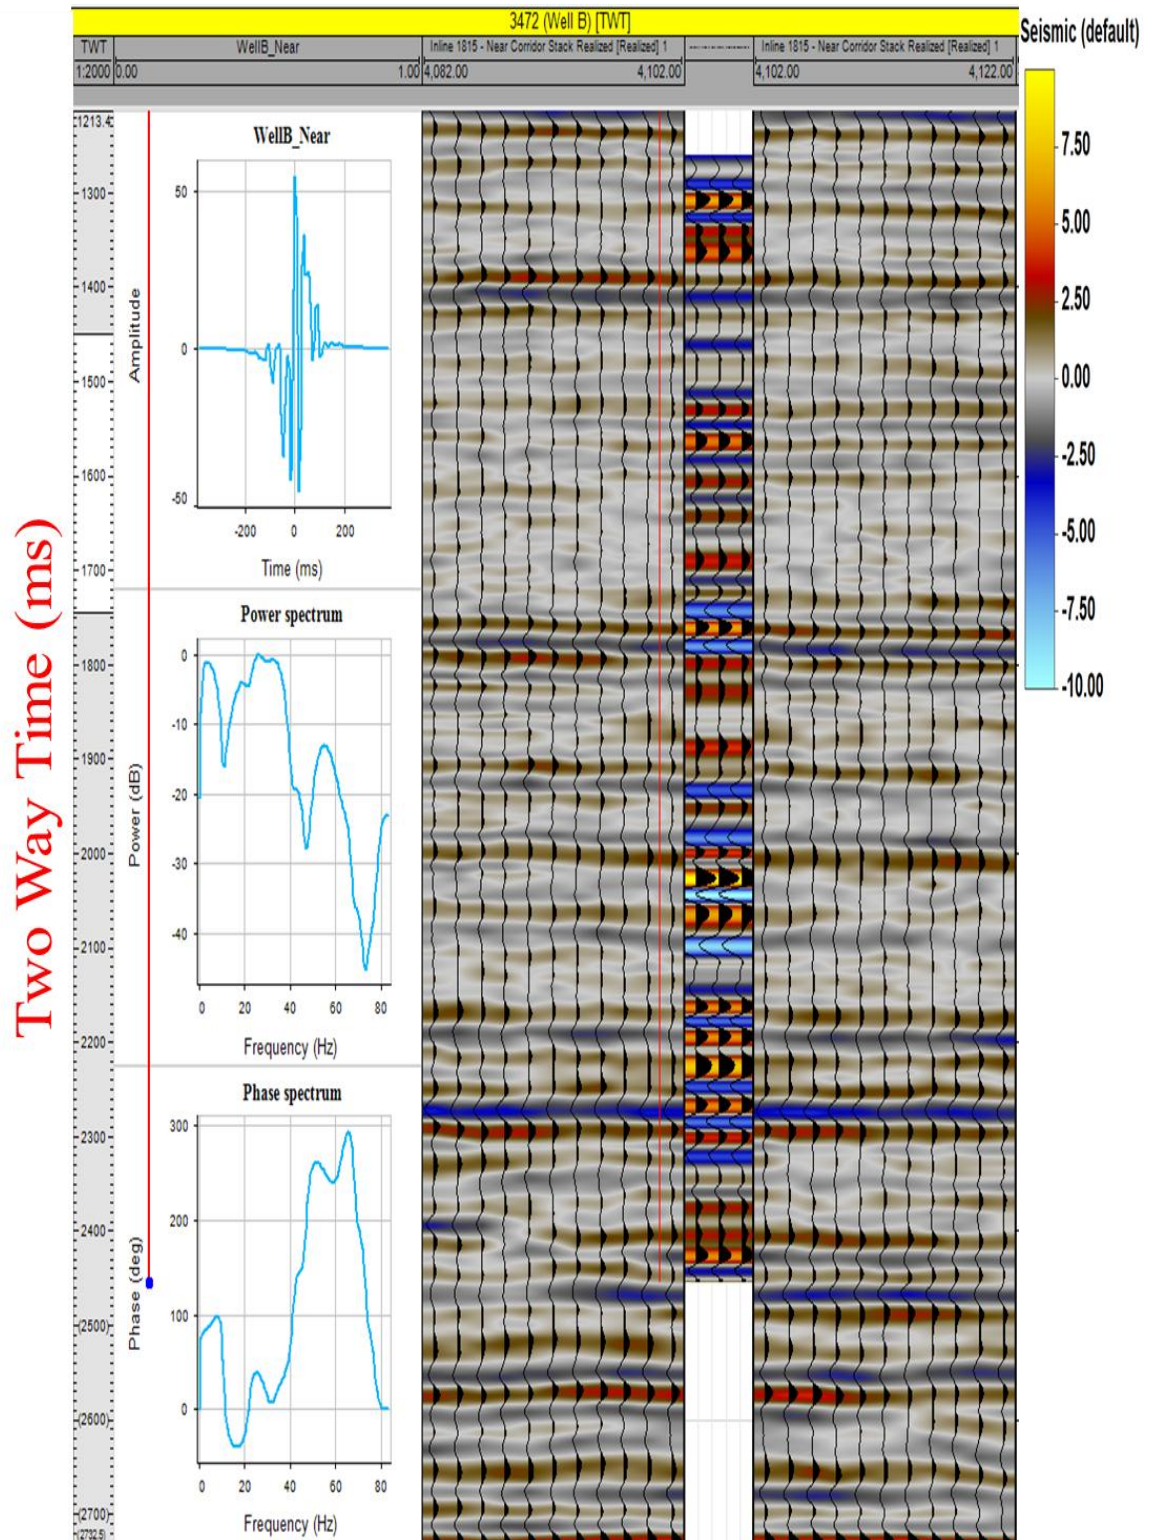 3472 (Well B) [TWT]
Seismic (default)
TWT WellB_Near Inline 1815 - Near Corridor Stack Realized [Realized] 1 Inline 1815 - Near Corridor Stack Realized [Realized] 1
1:2000 0.00 1.00 4,082.00 4,102.00 4,102.00 4,122.00
1213.4
1300
1400
1500
1600
1700
1800
1900
2000
2100
2200
2300
2400
(2500)
(2600)
(2700)
(2732.5)
Two Way Time (ms)
WellB_Near
Amplitude
50
0
-50
-200 0 200
Time (ms)
Power spectrum
Power (dB)
0
-10
-20
-30
-40
0 20 40 60 80
Frequency (Hz)
Phase spectrum
Phase (deg)
300
200
100
0
0 20 40 60 80
Frequency (Hz)
7.50
5.00
2.50
0.00
-2.50
-5.00
-7.50
-10.00